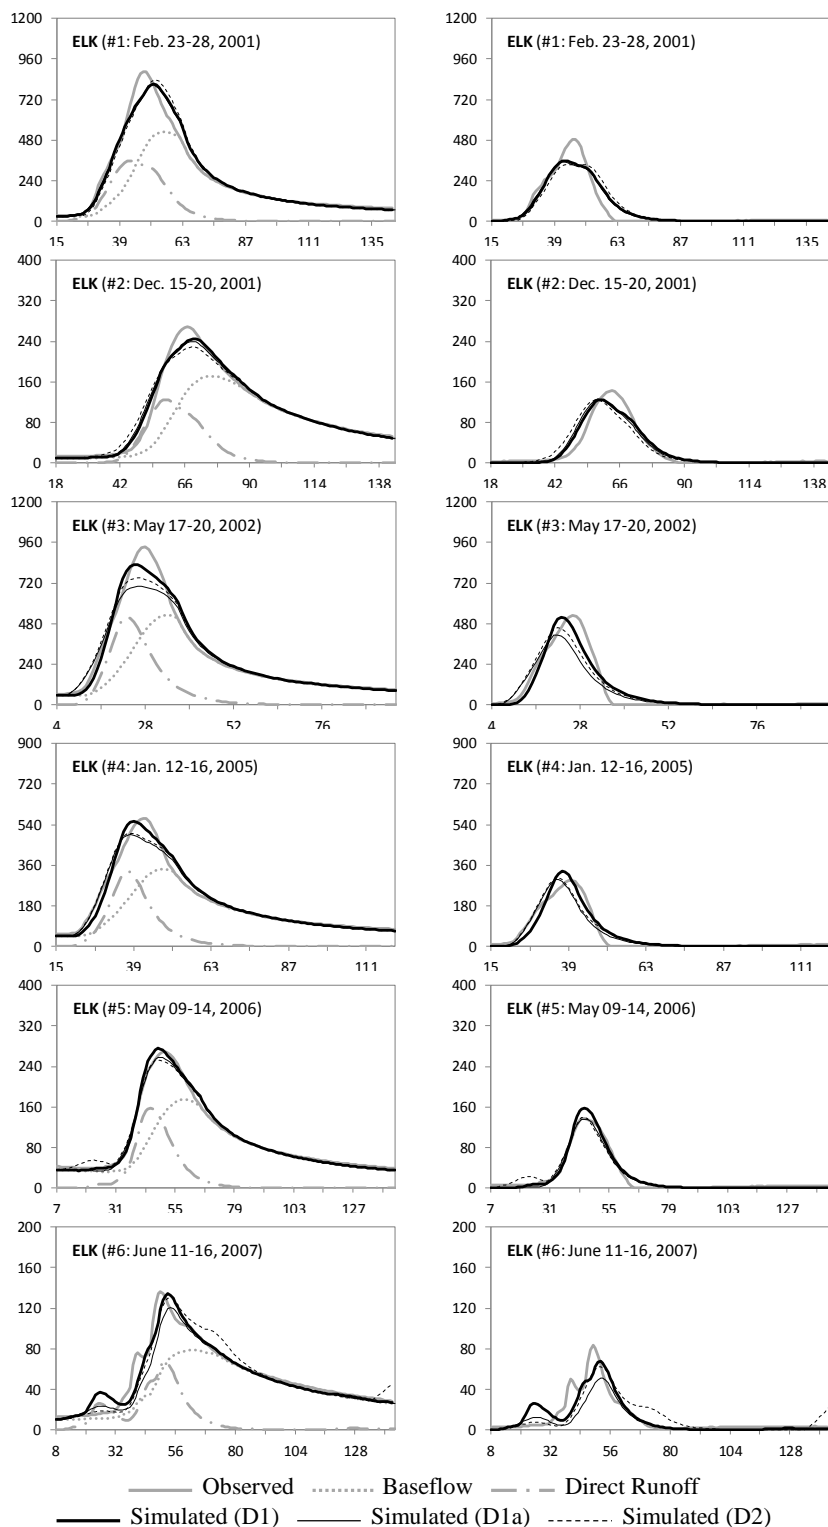 1200
960
720
480
240
0
15 39 63 87 111 135
ELK (#1: Feb. 23-28, 2001)
1200
960
720
480
240
0
15 39 63 87 111 135
ELK (#1: Feb. 23-28, 2001)
400
320
240
160
80
0
18 42 66 90 114 138
ELK (#2: Dec. 15-20, 2001)
400
320
240
160
80
0
18 42 66 90 114 138
ELK (#2: Dec. 15-20, 2001)
1200
960
720
480
240
0
4 28 52 76
ELK (#3: May 17-20, 2002)
1200
960
720
480
240
0
4 28 52 76
ELK (#3: May 17-20, 2002)
900
720
540
360
180
0
15 39 63 87 111
ELK (#4: Jan. 12-16, 2005)
900
720
540
360
180
0
15 39 63 87 111
ELK (#4: Jan. 12-16, 2005)
400
320
240
160
80
0
7 31 55 79 103 127
ELK (#5: May 09-14, 2006)
400
320
240
160
80
0
7 31 55 79 103 127
ELK (#5: May 09-14, 2006)
200
160
120
80
40
0
8 32 56 80 104 128
ELK (#6: June 11-16, 2007)
200
160
120
80
40
0
8 32 56 80 104 128
ELK (#6: June 11-16, 2007)
Observed Baseflow Direct Runoff
Simulated (D1) Simulated (D1a) Simulated (D2)